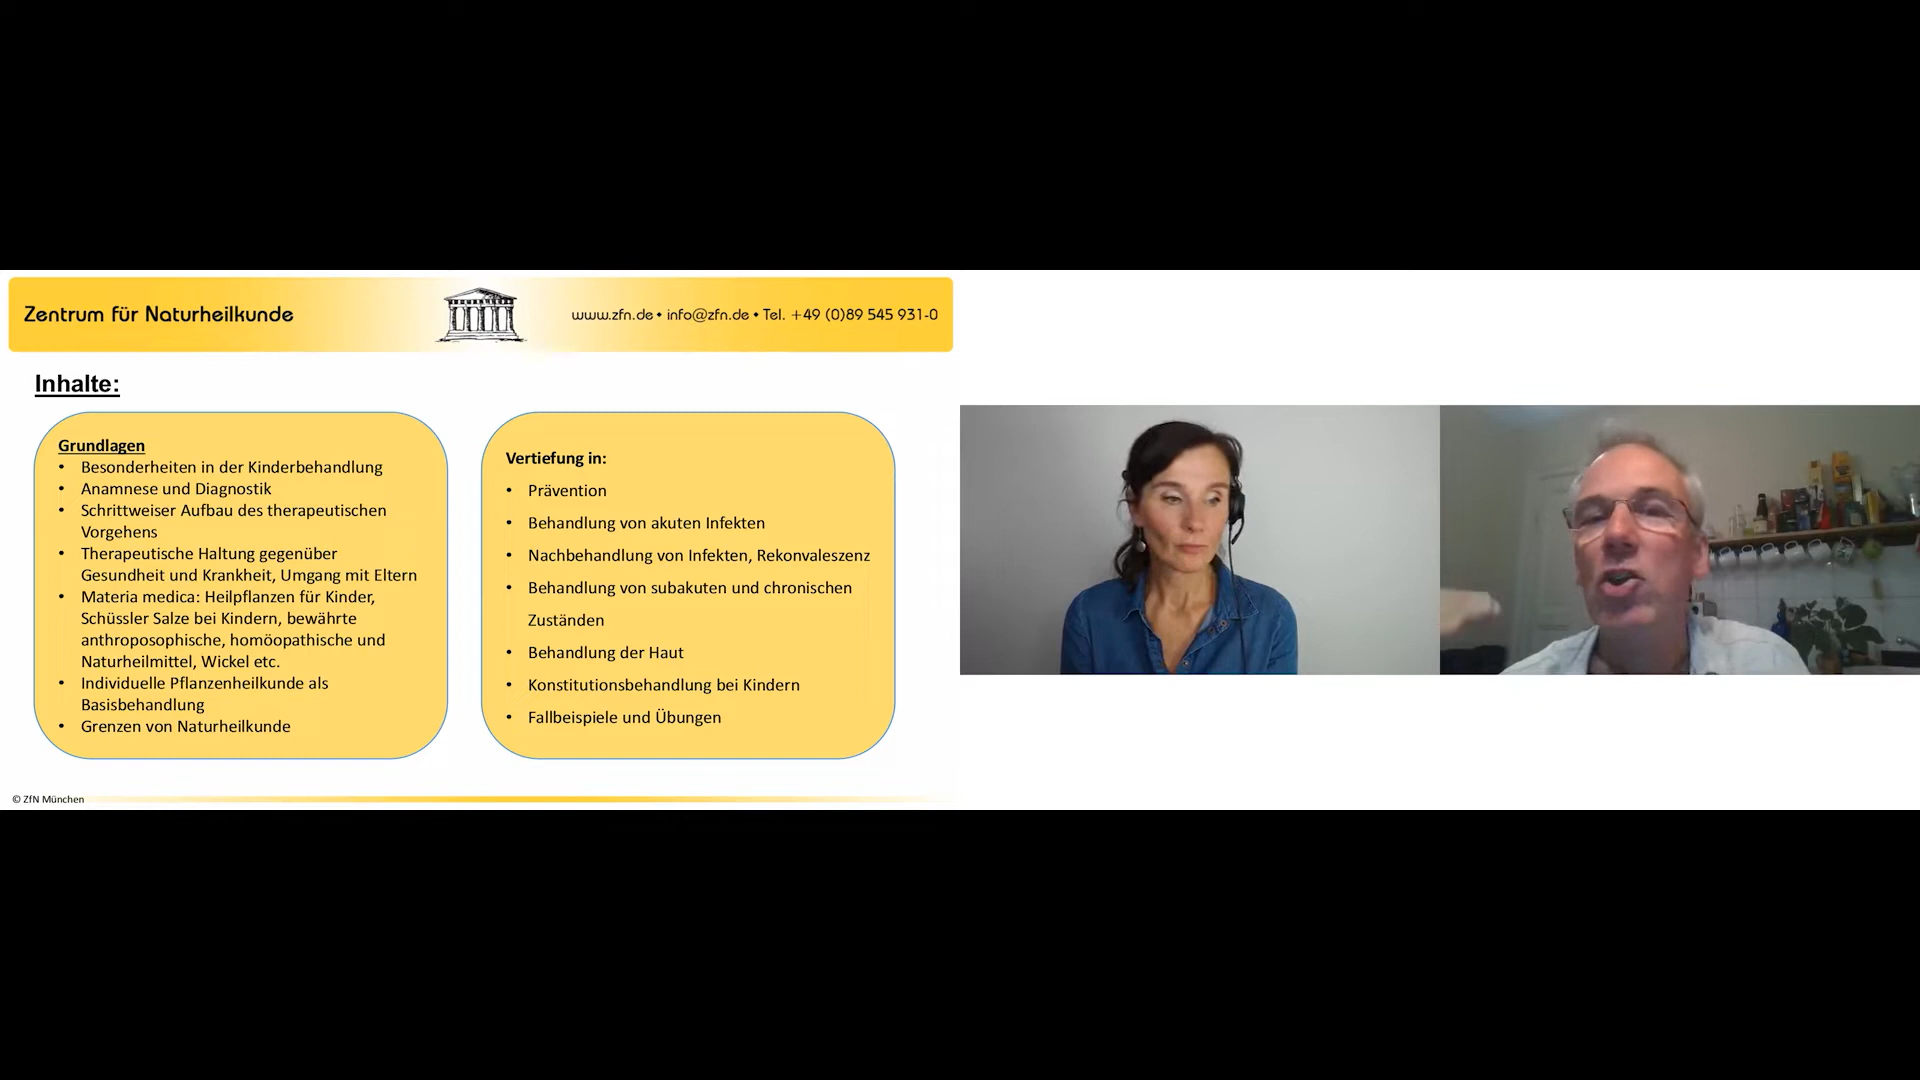 Zentrum für Naturheilkunde
www.zfn.de • info@zfn.de • Tel. +49 (0)89 545 931-0
Inhalte:
Grundlagen
• Besonderheiten in der Kinderbehandlung
• Anamnese und Diagnostik
• Schrittweiser Aufbau des therapeutischen
Vorgehens
• Therapeutische Haltung gegenüber
Gesundheit und Krankheit, Umgang mit Eltern
• Materia medica: Heilpflanzen für Kinder,
Schüssler Salze bei Kindern, bewährte
anthroposophische, homöopathische und
Naturheilmittel, Wickel etc.
• Individuelle Pflanzenheilkunde als
Basisbehandlung
• Grenzen von Naturheilkunde
Vertiefung in:
• Prävention
• Behandlung von akuten Infekten
• Nachbehandlung von Infekten, Rekonvaleszenz
• Behandlung von subakuten und chronischen
Zuständen
• Behandlung der Haut
• Konstitutionsbehandlung bei Kindern
• Fallbeispiele und Übungen
© ZfN München